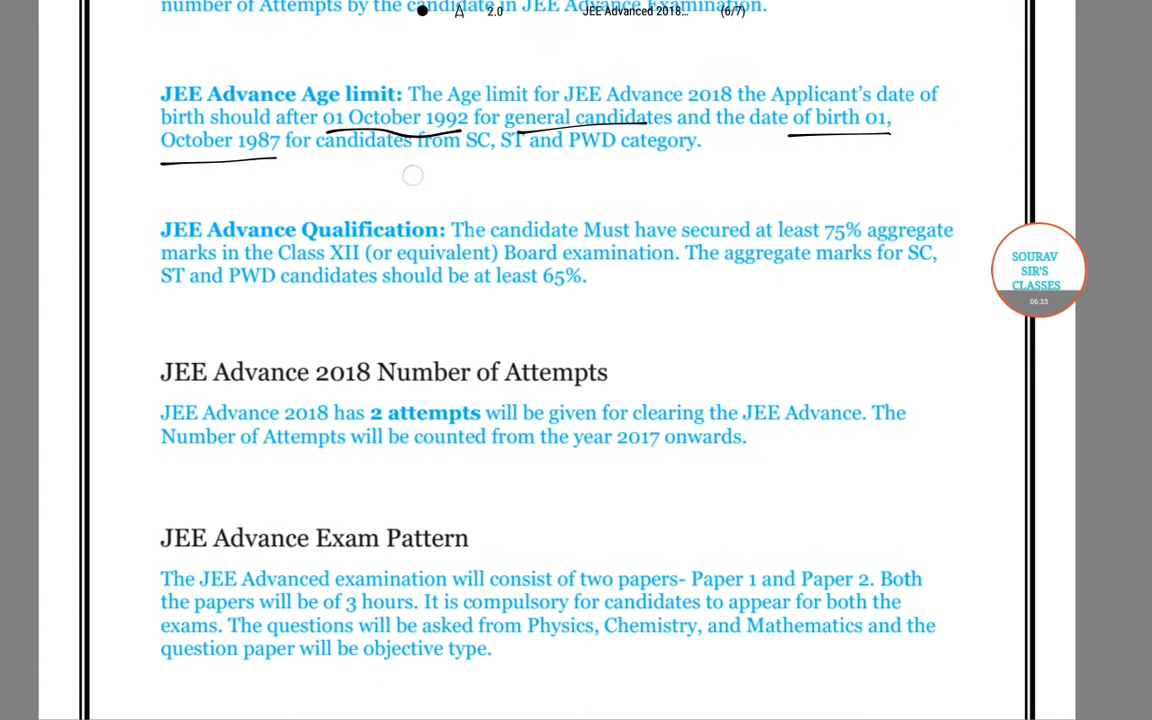 number of Attempts by the candidate in JEE Advance Examination.
A 2.0 JEE Advanced 2018... (6/7)
JEE Advance Age limit: The Age limit for JEE Advance 2018 the Applicant's date of
birth should after 01 October 1992 for general candidates and the date of birth 01,
October 1987 for candidates from SC, ST and PWD category.
JEE Advance Qualification: The candidate Must have secured at least 75% aggregate
marks in the Class XII (or equivalent) Board examination. The aggregate marks for SC,
ST and PWD candidates should be at least 65%.
SOURAV
SIR'S
CLASSES
06:33
JEE Advance 2018 Number of Attempts
JEE Advance 2018 has 2 attempts will be given for clearing the JEE Advance. The
Number of Attempts will be counted from the year 2017 onwards.
JEE Advance Exam Pattern
The JEE Advanced examination will consist of two papers- Paper 1 and Paper 2. Both
the papers will be of 3 hours. It is compulsory for candidates to appear for both the
exams. The questions will be asked from Physics, Chemistry, and Mathematics and the
question paper will be objective type.